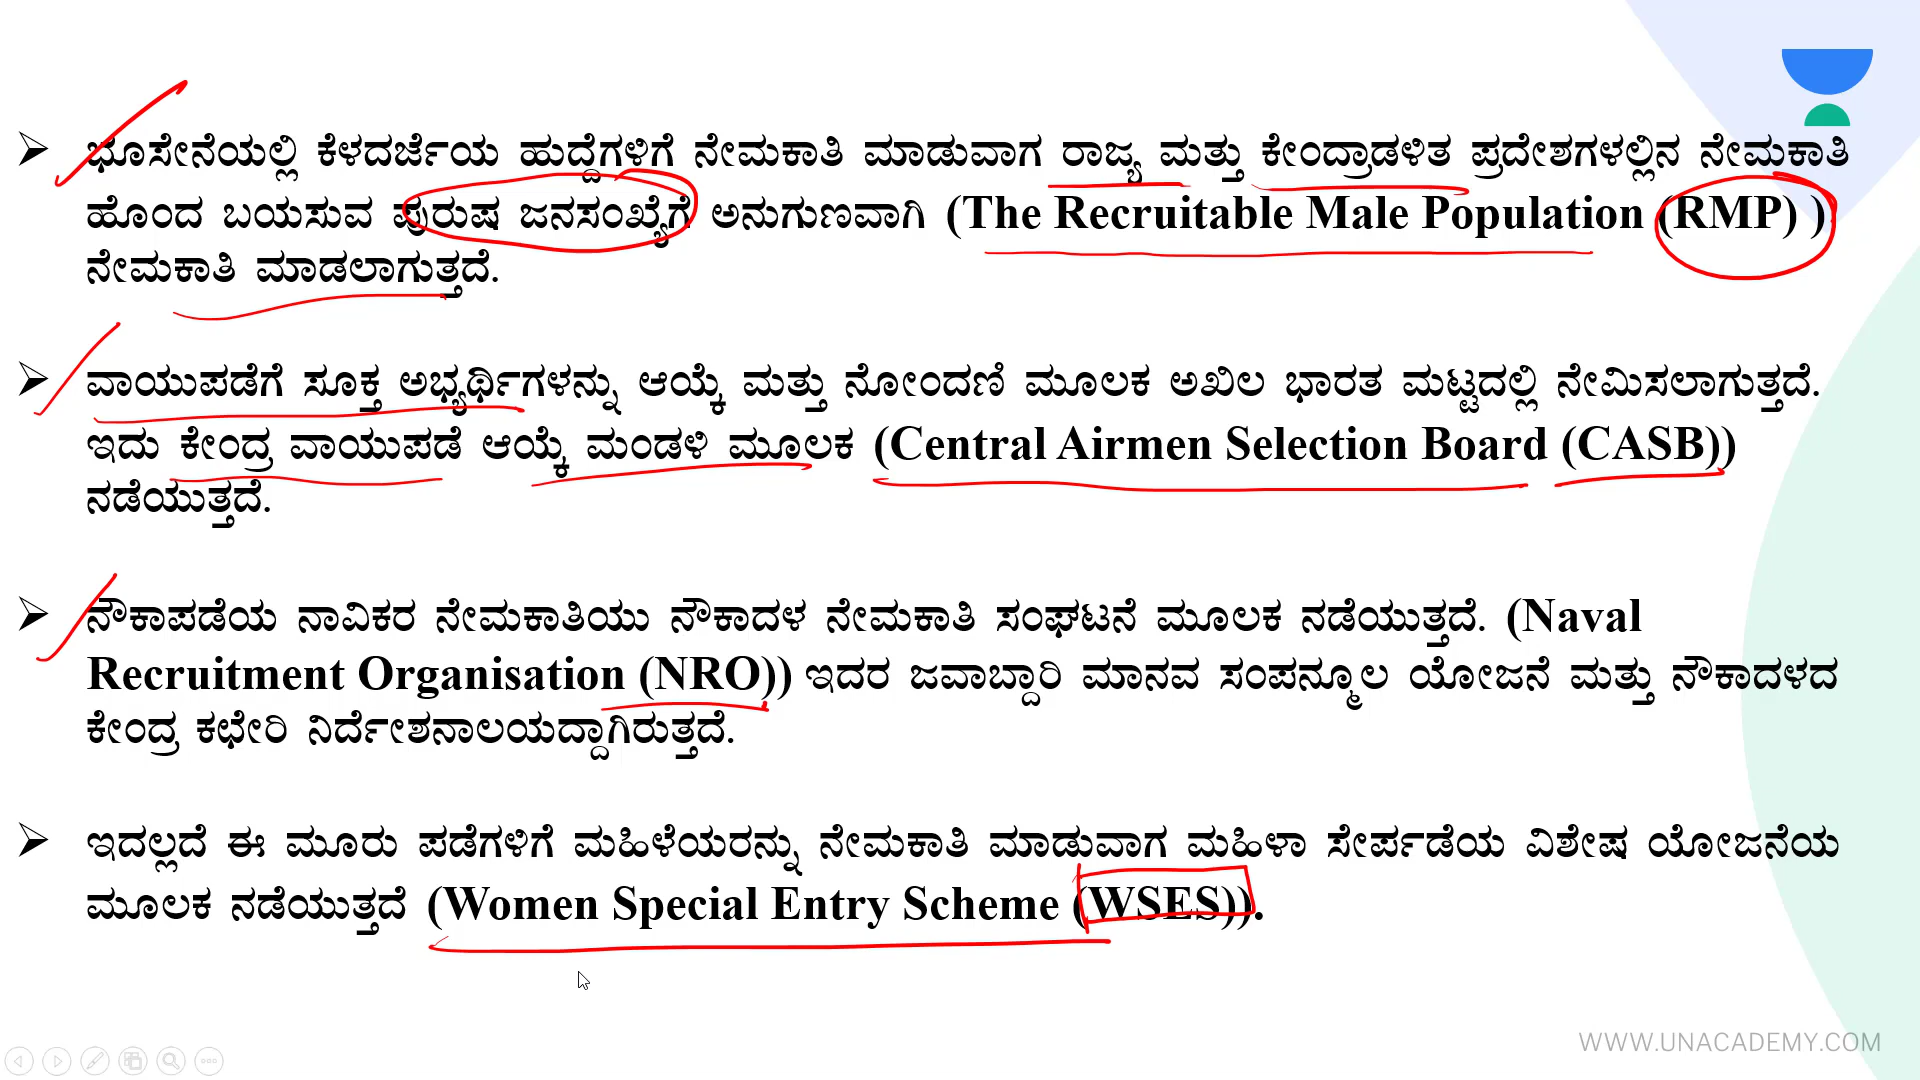 ➢ ಭೂಸೇನೆಯಲ್ಲಿ ಕೆಳದರ್ಜೆಯ ಹುದ್ದೆಗಳಿಗೆ ನೇಮಕಾತಿ ಮಾಡುವಾಗ ರಾಜ್ಯ ಮತ್ತು ಕೇಂದ್ರಾಡಳಿತ ಪ್ರದೇಶಗಳಲ್ಲಿನ ನೇಮಕಾತಿ
ಹೊಂದ ಬಯಸುವ ಪುರುಷ ಜನಸಂಖ್ಯೆಗೆ ಅನುಗುಣವಾಗಿ (The Recruitable Male Population (RMP) ).
ನೇಮಕಾತಿ ಮಾಡಲಾಗುತ್ತದೆ.
➢ ವಾಯುಪಡೆಗೆ ಸೂಕ್ತ ಅಭ್ಯರ್ಥಿಗಳನ್ನು ಆಯ್ಕೆ ಮತ್ತು ನೋಂದಣಿ ಮೂಲಕ ಅಖಿಲ ಭಾರತ ಮಟ್ಟದಲ್ಲಿ ನೇಮಿಸಲಾಗುತ್ತದೆ.
ಇದು ಕೇಂದ್ರ ವಾಯುಪಡೆ ಆಯ್ಕೆ ಮಂಡಳಿ ಮೂಲಕ (Central Airmen Selection Board (CASB))
ನಡೆಯುತ್ತದೆ.
➢ ನೌಕಾಪಡೆಯ ನಾವಿಕರ ನೇಮಕಾತಿಯು ನೌಕಾದಳ ನೇಮಕಾತಿ ಸಂಘಟನೆ ಮೂಲಕ ನಡೆಯುತ್ತದೆ. (Naval
Recruitment Organisation (NRO)) ಇದರ ಜವಾಬ್ದಾರಿ ಮಾನವ ಸಂಪನ್ಮೂಲ ಯೋಜನೆ ಮತ್ತು ನೌಕಾದಳದ
ಕೇಂದ್ರ ಕಛೇರಿ ನಿರ್ದೇಶನಾಲಯದ್ದಾಗಿರುತ್ತದೆ.
➢ ಇದಲ್ಲದೆ ಈ ಮೂರು ಪಡೆಗಳಿಗೆ ಮಹಿಳೆಯರನ್ನು ನೇಮಕಾತಿ ಮಾಡುವಾಗ ಮಹಿಳಾ ಸೇರ್ಪಡೆಯ ವಿಶೇಷ ಯೋಜನೆಯ
ಮೂಲಕ ನಡೆಯುತ್ತದೆ (Women Special Entry Scheme (WSES)).
WWW.UNACADEMY.COM